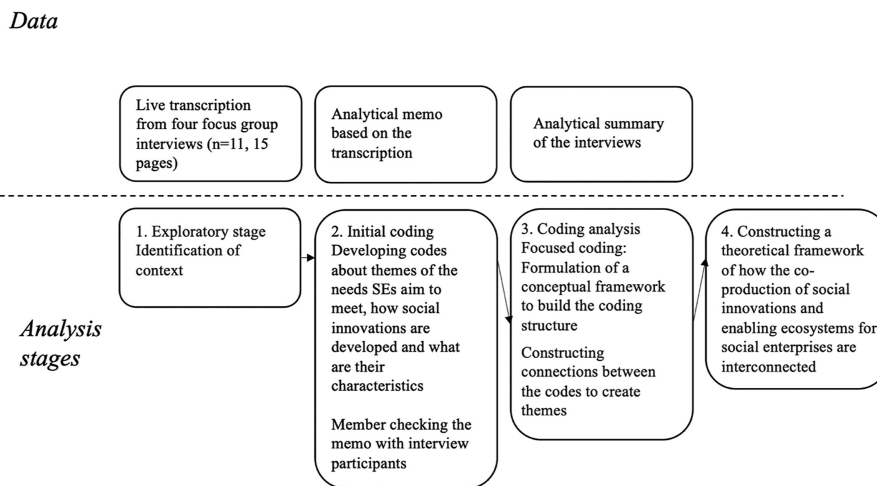 Data
Live transcription
from four focus group
interviews (n=11, 15
pages)
Analytical memo
based on the
transcription
Analytical summary
of the interviews
Analysis
stages
1. Exploratory stage
Identification of
context
2. Initial coding
Developing codes
about themes of the
needs SEs aim to
meet, how social
innovations are
developed and what
are their
characteristics
Member checking the
memo with interview
participants
3. Coding analysis
Focused coding:
Formulation of a
conceptual framework
to build the coding
structure
Constructing
connections between
the codes to create
themes
4. Constructing a
theoretical framework
of how the co-
production of social
innovations and
enabling ecosystems for
social enterprises are
interconnected